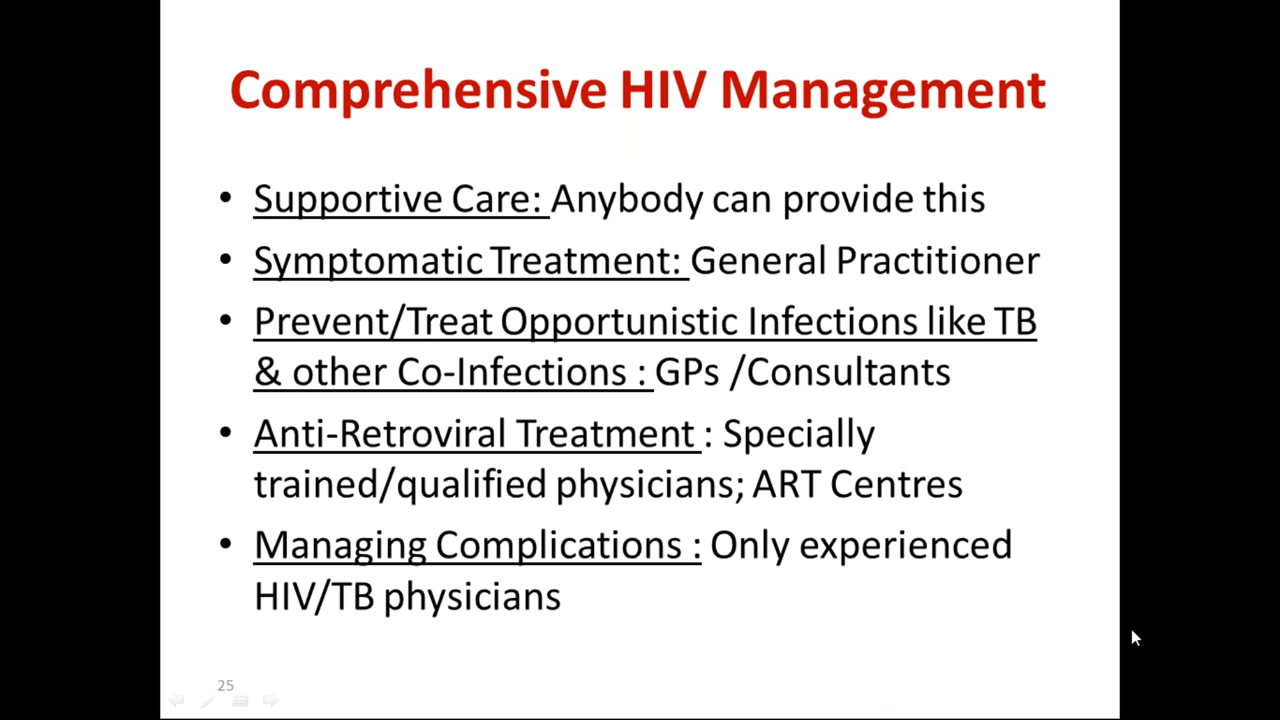 Comprehensive HIV Management
• Supportive Care: Anybody can provide this
• Symptomatic Treatment: General Practitioner
• Prevent/Treat Opportunistic Infections like TB
& other Co-Infections : GPs /Consultants
• Anti-Retroviral Treatment : Specially
trained/qualified physicians; ART Centres
• Managing Complications : Only experienced
HIV/TB physicians
25